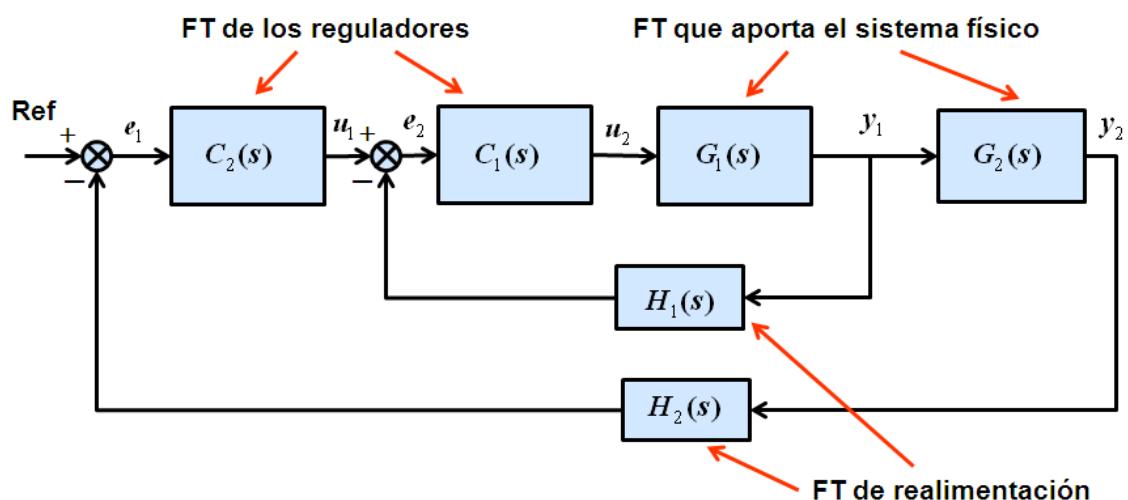 FT de los reguladores
FT que aporta el sistema físico
Ref
+
e₁
C₂(s)
u₁
+
e₂
C₁(s)
u₂
G₁(s)
y₁
G₂(s)
y₂
−
−
H₁(s)
H₂(s)
FT de realimentación